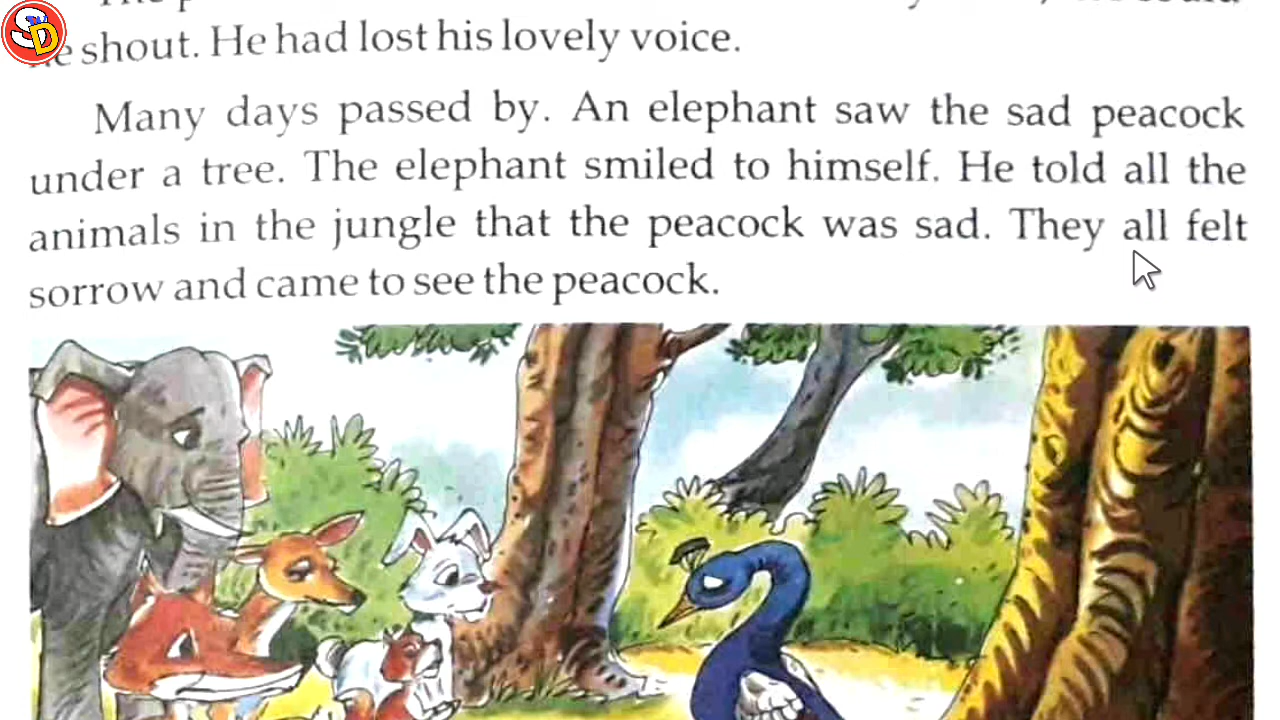 SD
shout. He had lost his lovely voice.
Many days passed by. An elephant saw the sad peacock
under a tree. The elephant smiled to himself. He told all the
animals in the jungle that the peacock was sad. They all felt
sorrow and came to see the peacock.